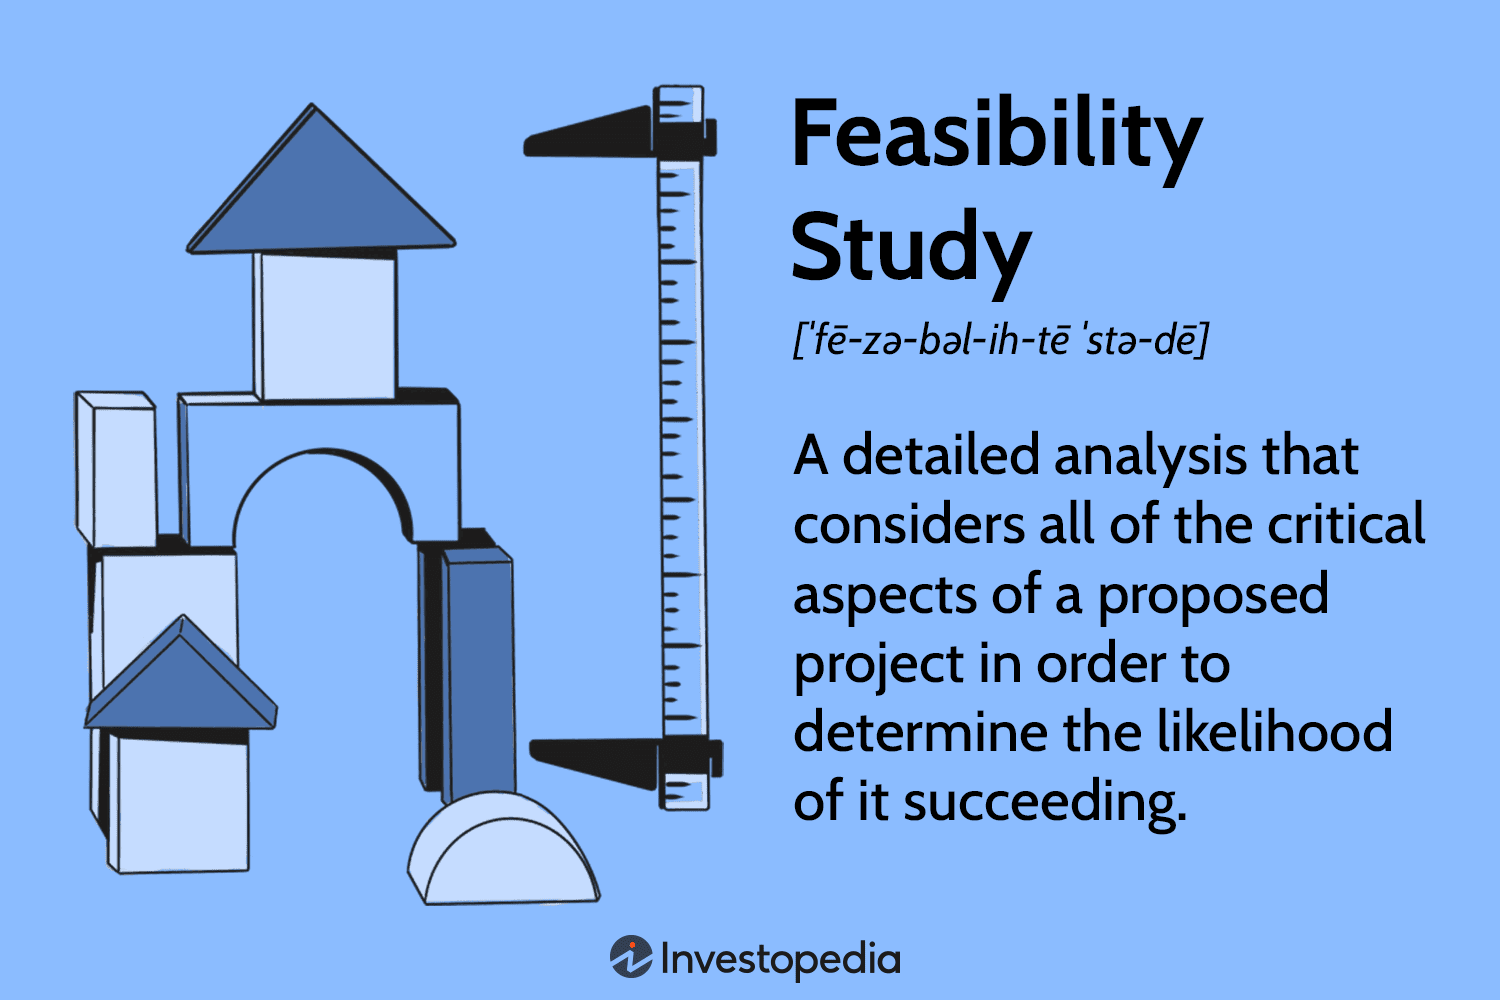 Feasibility
Study
[ˈfē-zə-bəl-ih-tē ˈstə-dē]
A detailed analysis that
considers all of the critical
aspects of a proposed
project in order to
determine the likelihood
of it succeeding.
Investopedia